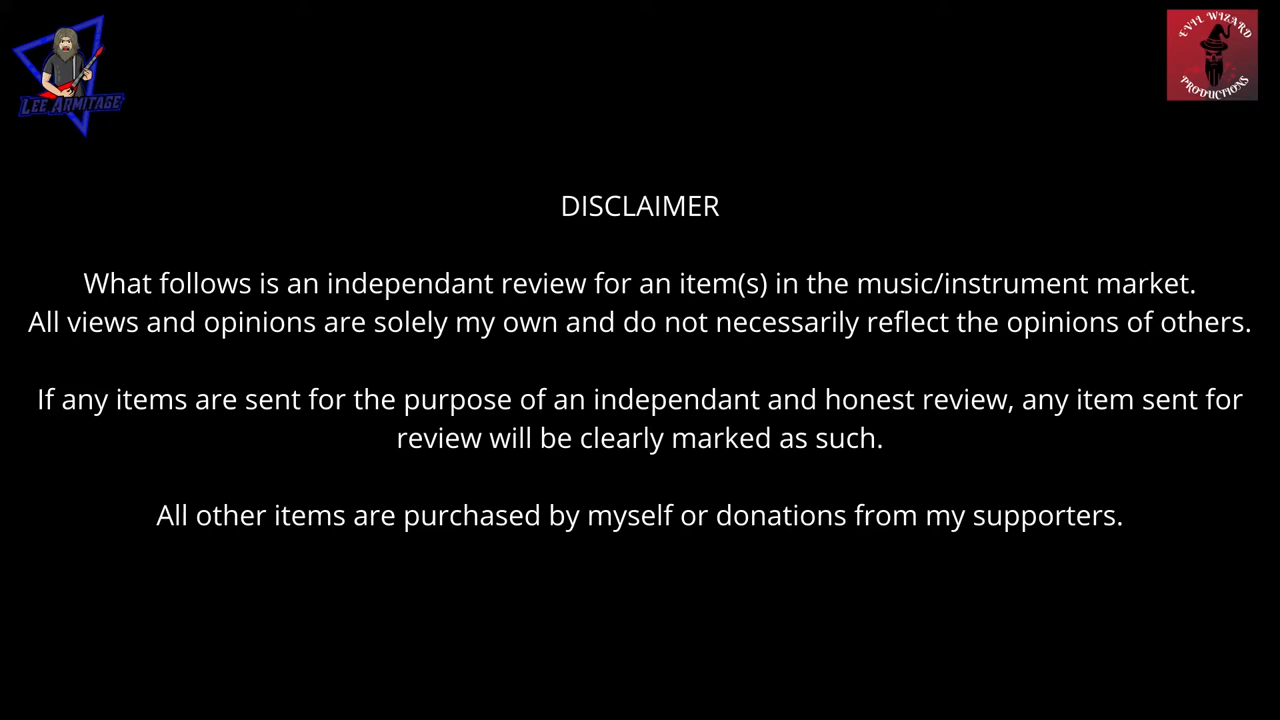 LEE ARMITAGE
EVIL WIZARD
PRODUCTIONS
DISCLAIMER
What follows is an independant review for an item(s) in the music/instrument market.
All views and opinions are solely my own and do not necessarily reflect the opinions of others.
If any items are sent for the purpose of an independant and honest review, any item sent for
review will be clearly marked as such.
All other items are purchased by myself or donations from my supporters.